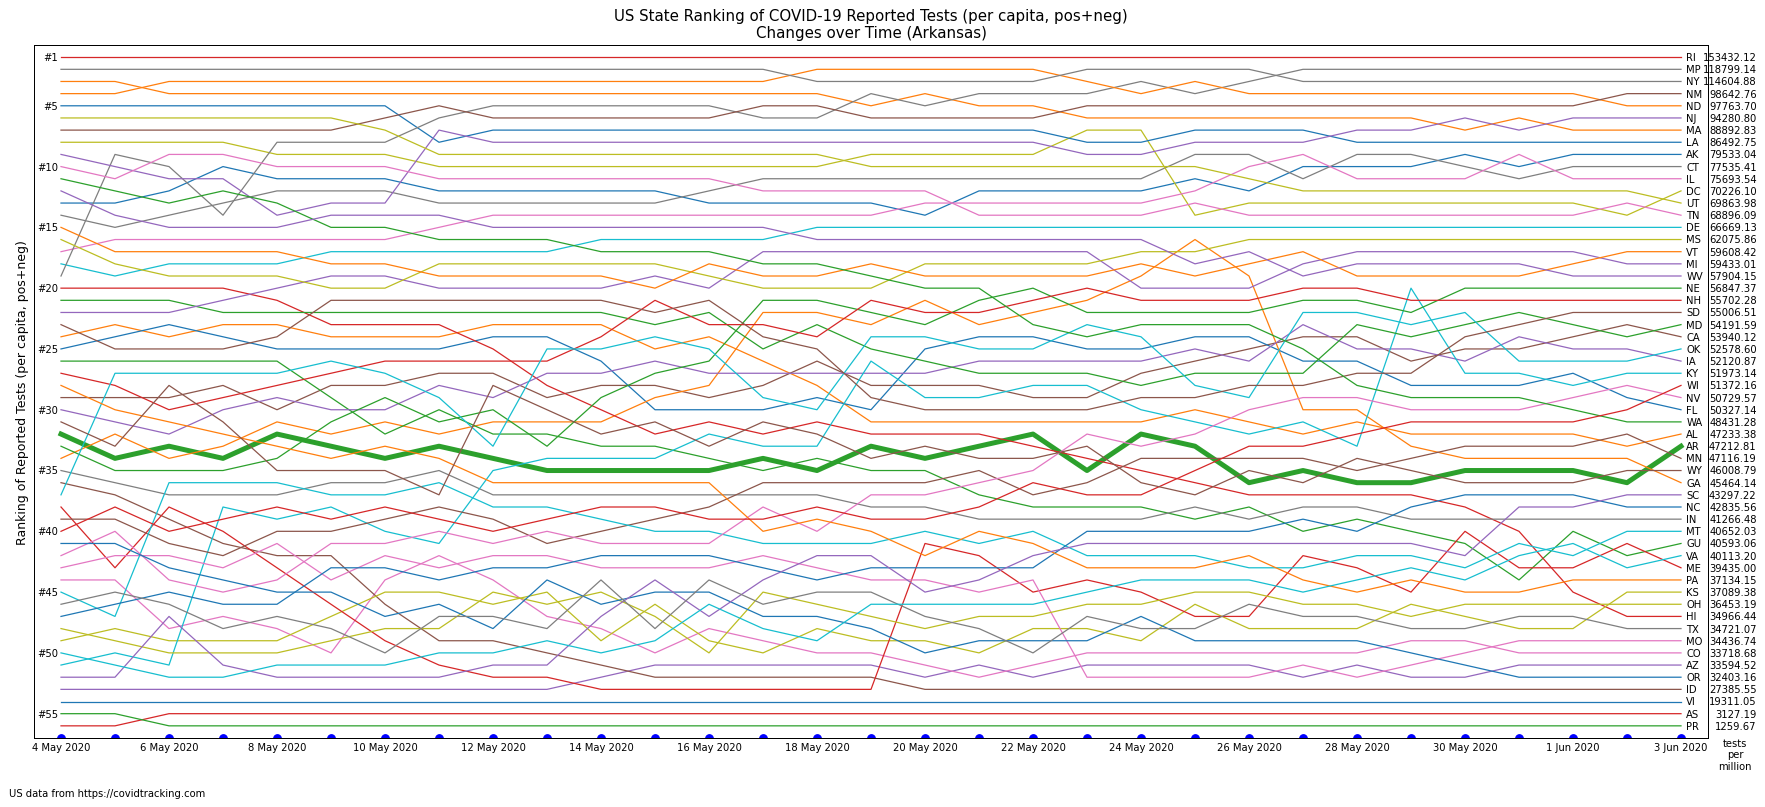 US State Ranking of COVID-19 Reported Tests (per capita, pos+neg)
Changes over Time (Arkansas)
Ranking of Reported Tests (per capita, pos+neg)
#1
#5
#10
#15
#20
#25
#30
#35
#40
#45
#50
#55
RI 153432.12
MP 118799.14
NY 114604.88
NM 98642.76
ND 97763.70
NJ 94280.80
MA 88892.83
LA 86492.75
AK 79533.04
CT 77535.41
IL 75693.54
DC 70226.10
UT 69863.98
TN 68896.09
DE 66669.13
MS 62075.86
VT 59608.42
MI 59433.01
WV 57904.15
NE 56847.37
NH 55702.28
SD 55006.51
MD 54191.59
CA 53940.12
OK 52578.60
IA 52120.87
KY 51973.14
WI 51372.16
NV 50729.57
FL 50327.14
WA 48431.28
AL 47233.38
AR 47212.81
MN 47116.19
WY 46008.79
GA 45464.14
SC 43297.22
NC 42835.56
IN 41266.48
MT 40652.03
GU 40593.06
VA 40113.20
ME 39435.00
PA 37134.15
KS 37089.38
OH 36453.19
HI 34966.44
TX 34721.07
MO 34436.74
CO 33718.68
AZ 33594.52
OR 32403.16
ID 27385.55
VI 19311.05
AS 3127.19
PR 1259.67
4 May 2020 6 May 2020 8 May 2020 10 May 2020 12 May 2020 14 May 2020 16 May 2020 18 May 2020 20 May 2020 22 May 2020 24 May 2020 26 May 2020 28 May 2020 30 May 2020 1 Jun 2020 3 Jun 2020
tests
per
million
US data from https://covidtracking.com